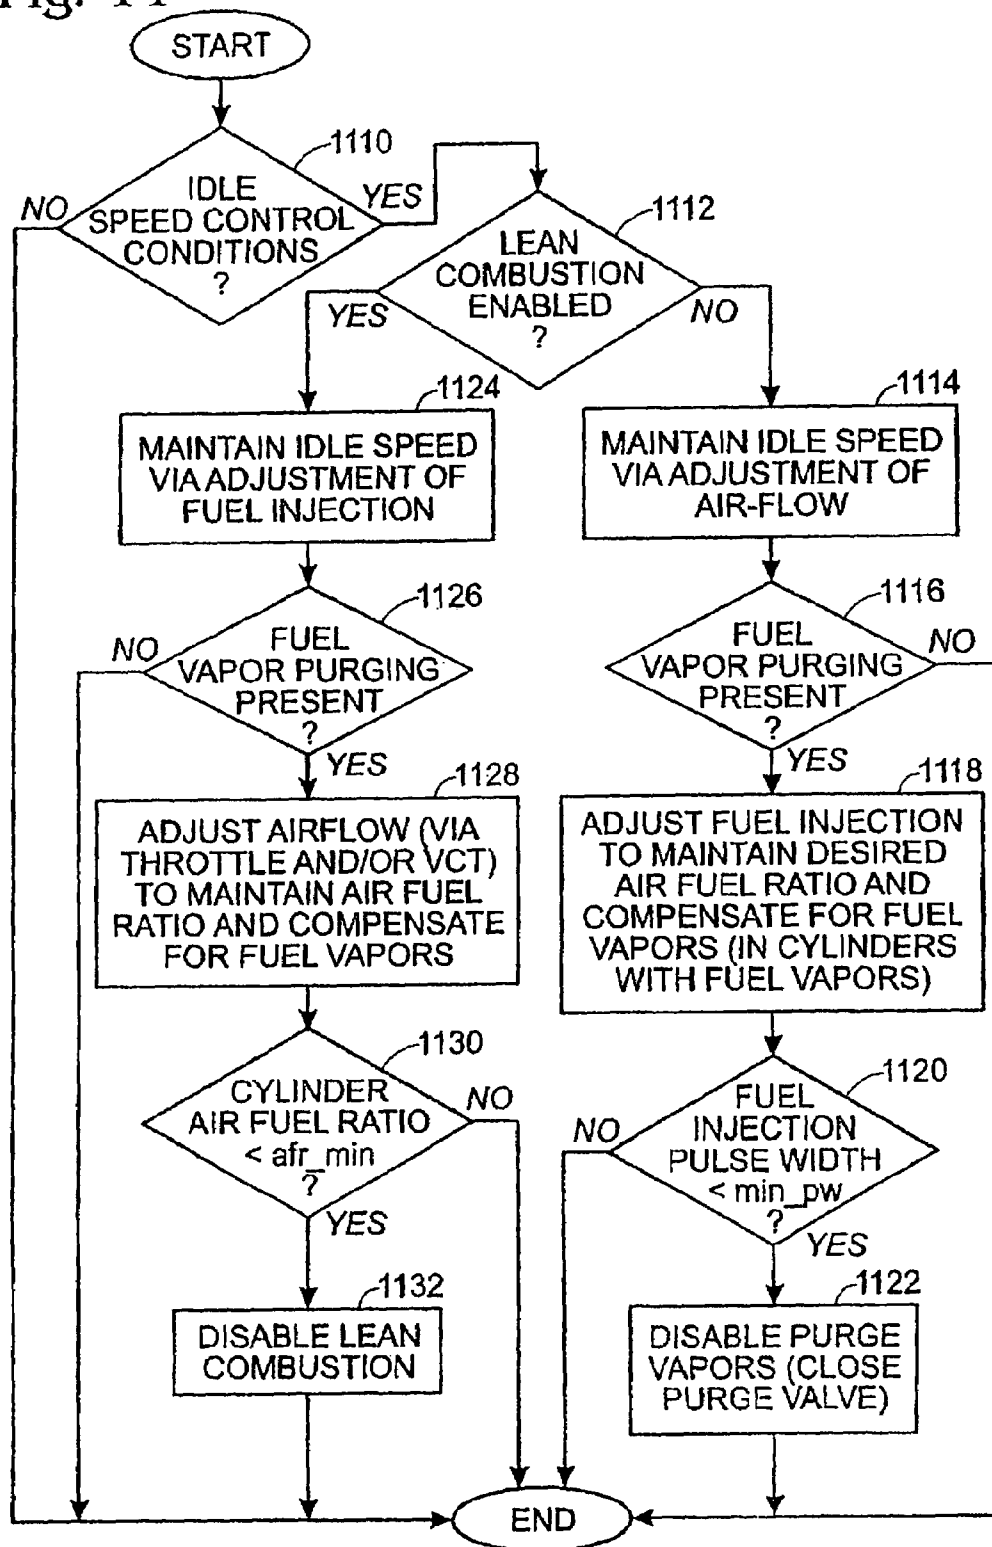 Fig. 11
START
1110
IDLE
SPEED CONTROL
CONDITIONS
?
NO
YES
1112
LEAN
COMBUSTION
ENABLED
?
YES
NO
1124
MAINTAIN IDLE SPEED
VIA ADJUSTMENT OF
FUEL INJECTION
1114
MAINTAIN IDLE SPEED
VIA ADJUSTMENT OF
AIR-FLOW
1126
FUEL
VAPOR PURGING
PRESENT
?
NO
YES
1116
FUEL
VAPOR PURGING
PRESENT
?
NO
YES
1128
ADJUST AIRFLOW (VIA
THROTTLE AND/OR VCT)
TO MAINTAIN AIR FUEL
RATIO AND COMPENSATE
FOR FUEL VAPORS
1118
ADJUST FUEL INJECTION
TO MAINTAIN DESIRED
AIR FUEL RATIO AND
COMPENSATE FOR FUEL
VAPORS (IN CYLINDERS
WITH FUEL VAPORS)
1130
CYLINDER
AIR FUEL RATIO
< afr_min
?
NO
YES
1120
FUEL
INJECTION
PULSE WIDTH
< min_pw
?
NO
YES
1132
DISABLE LEAN
COMBUSTION
1122
DISABLE PURGE
VAPORS (CLOSE
PURGE VALVE)
END